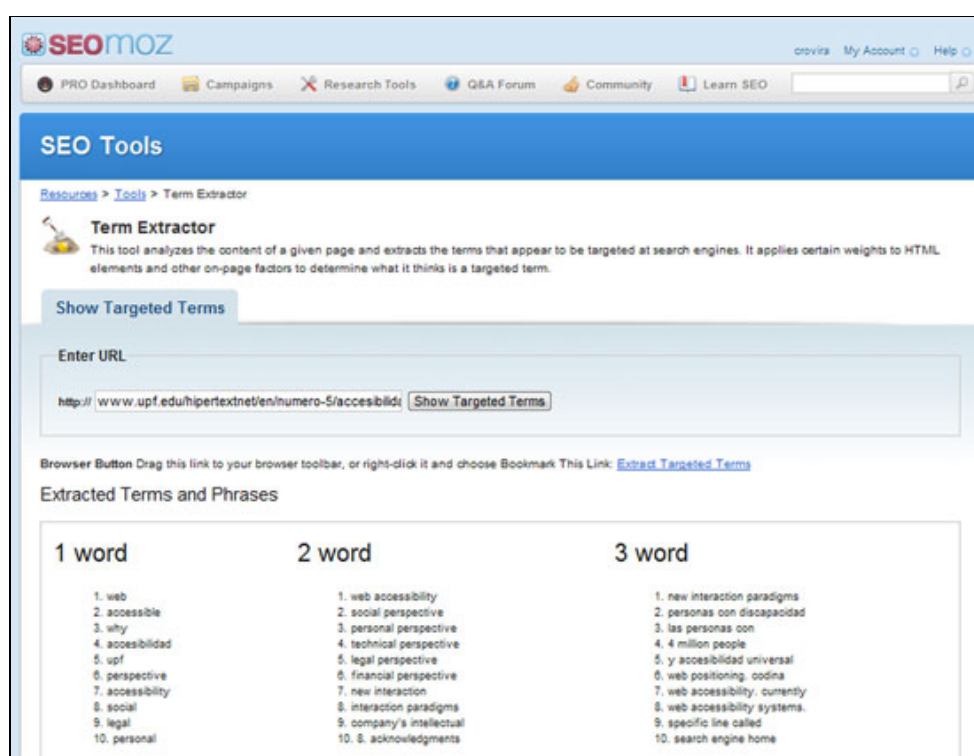 SEOmoz
crovira My Account Help
PRO Dashboard Campaigns Research Tools Q&A Forum Community Learn SEO
SEO Tools
Resources > Tools > Term Extractor
Term Extractor
This tool analyzes the content of a given page and extracts the terms that appear to be targeted at search engines. It applies certain weights to HTML
elements and other on-page factors to determine what it thinks is a targeted term.
Show Targeted Terms
Enter URL
http:// www.upf.edu/hipertextnet/en/numero-5/accesibilida Show Targeted Terms
Browser Button Drag this link to your browser toolbar, or right-click it and choose Bookmark This Link: Extract Targeted Terms
Extracted Terms and Phrases
1 word
1. web
2. accessible
3. why
4. accesibilidad
5. upf
6. perspective
7. accessibility
8. social
9. legal
10. personal
2 word
1. web accessibility
2. social perspective
3. personal perspective
4. technical perspective
5. legal perspective
6. financial perspective
7. new interaction
8. interaction paradigms
9. company's intellectual
10. 8. acknowledgments
3 word
1. new interaction paradigms
2. personas con discapacidad
3. las personas con
4. 4 million people
5. y accesibilidad universal
6. web positioning. codina
7. web accessibility. currently
8. web accessibility systems.
9. specific line called
10. search engine home